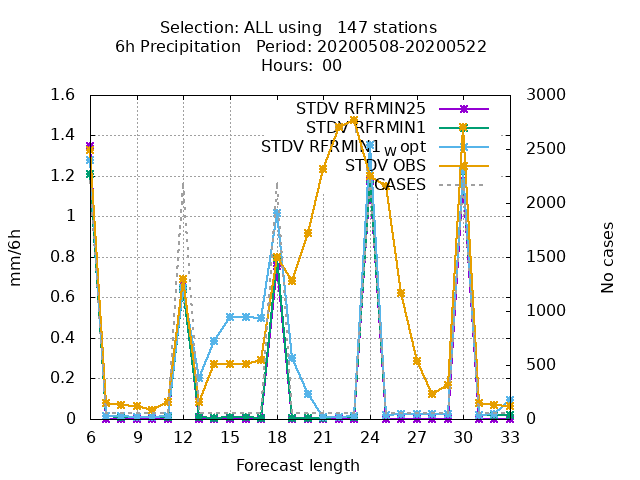 Selection: ALL using   147 stations
6h Precipitation   Period: 20200508-20200522
Hours: 00
STDV RFRMIN25
STDV RFRMIN1
STDV RFRMIN1_W opt
STDV OBS
CASES
1.6
1.4
1.2
1
0.8
0.6
0.4
0.2
0
3000
2500
2000
1500
1000
500
0
mm/6h
No cases
6 9 12 15 18 21 24 27 30 33
Forecast length